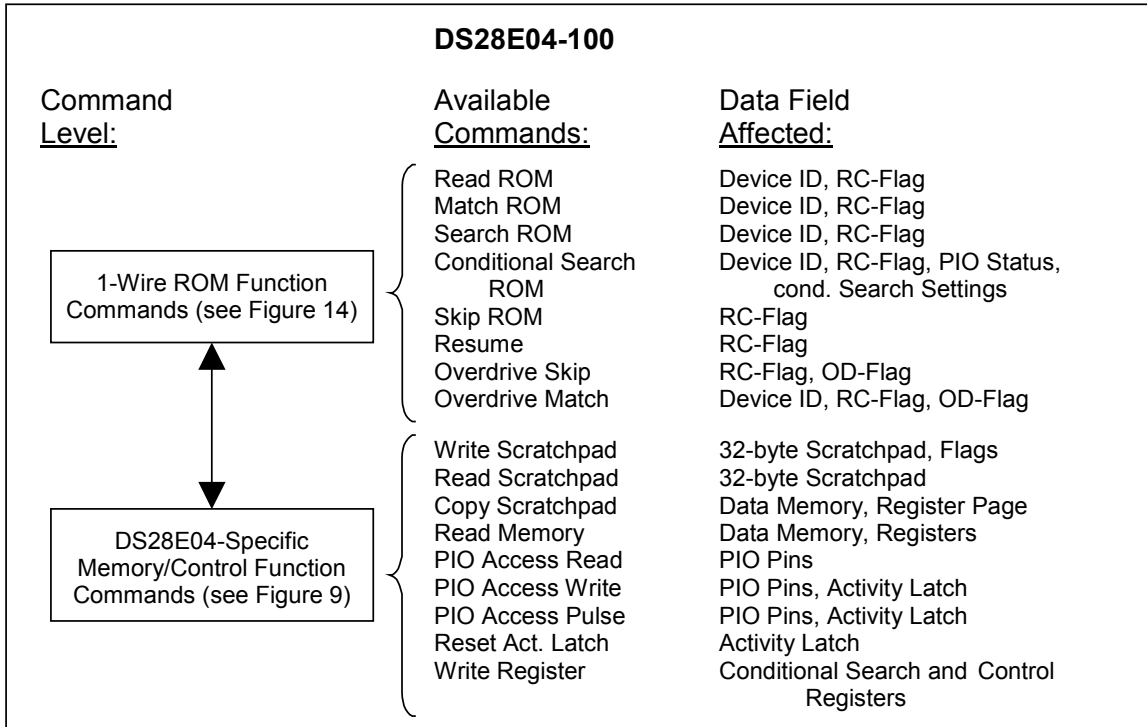 DS28E04-100
Command Level:
Available Commands:
Data Field Affected:
1-Wire ROM Function
Commands (see Figure 14)
Read ROM Device ID, RC-Flag
Match ROM Device ID, RC-Flag
Search ROM Device ID, RC-Flag
Conditional Search Device ID, RC-Flag, PIO Status,
ROM cond. Search Settings
Skip ROM RC-Flag
Resume RC-Flag
Overdrive Skip RC-Flag, OD-Flag
Overdrive Match Device ID, RC-Flag, OD-Flag
DS28E04-Specific
Memory/Control Function
Commands (see Figure 9)
Write Scratchpad 32-byte Scratchpad, Flags
Read Scratchpad 32-byte Scratchpad
Copy Scratchpad Data Memory, Register Page
Read Memory Data Memory, Registers
PIO Access Read PIO Pins
PIO Access Write PIO Pins, Activity Latch
PIO Access Pulse PIO Pins, Activity Latch
Reset Act. Latch Activity Latch
Write Register Conditional Search and Control
Registers